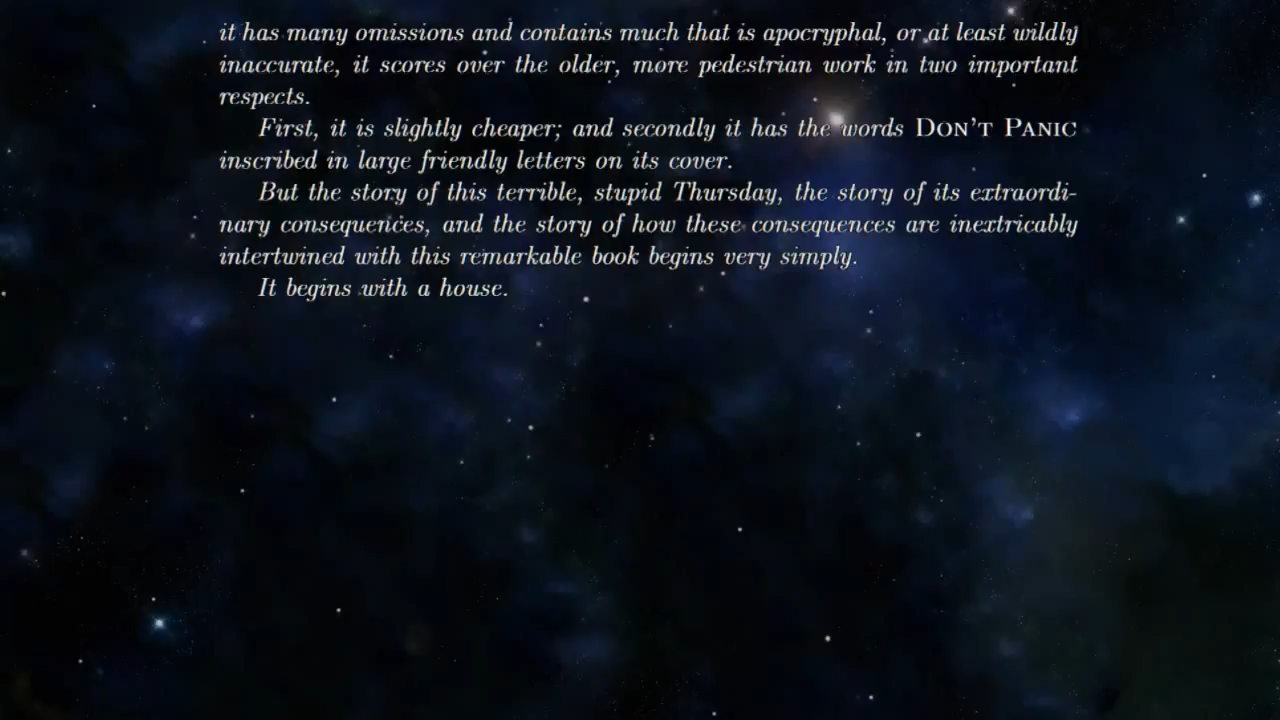 it has many omissions and contains much that is apocryphal, or at least wildly
inaccurate, it scores over the older, more pedestrian work in two important
respects.
First, it is slightly cheaper; and secondly it has the words DON'T PANIC
inscribed in large friendly letters on its cover.
But the story of this terrible, stupid Thursday, the story of its extraordi-
nary consequences, and the story of how these consequences are inextricably
intertwined with this remarkable book begins very simply.
It begins with a house.